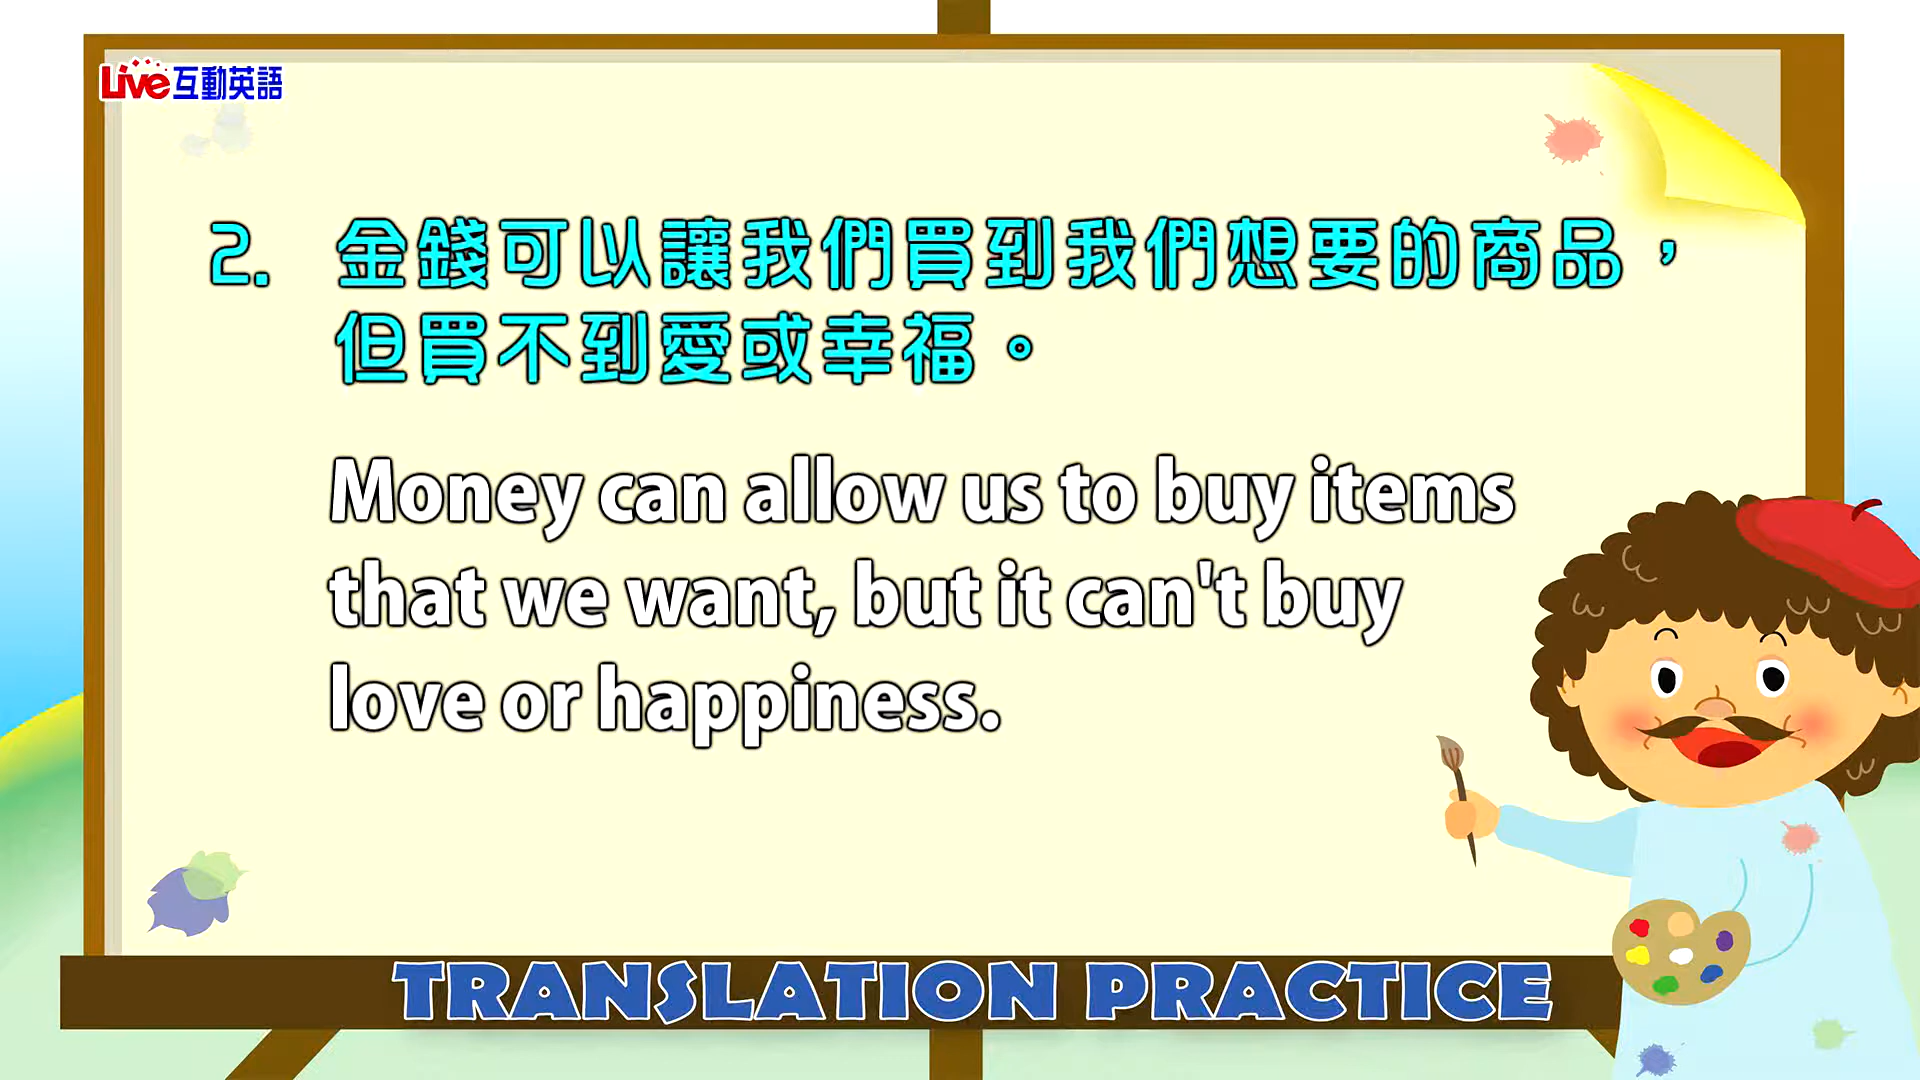 Live互動英語
2. 金錢可以讓我們買到我們想要的商品，
但買不到愛或幸福。
Money can allow us to buy items
that we want, but it can't buy
love or happiness.
TRANSLATION PRACTICE